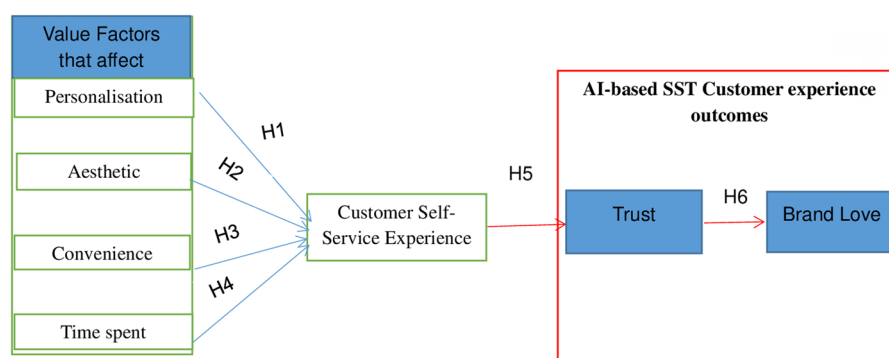 Value Factors
that affect
Personalisation
Aesthetic
Convenience
Time spent
H1
H2
H3
H4
Customer Self-
Service Experience
H5
AI-based SST Customer experience
outcomes
Trust
H6
Brand Love